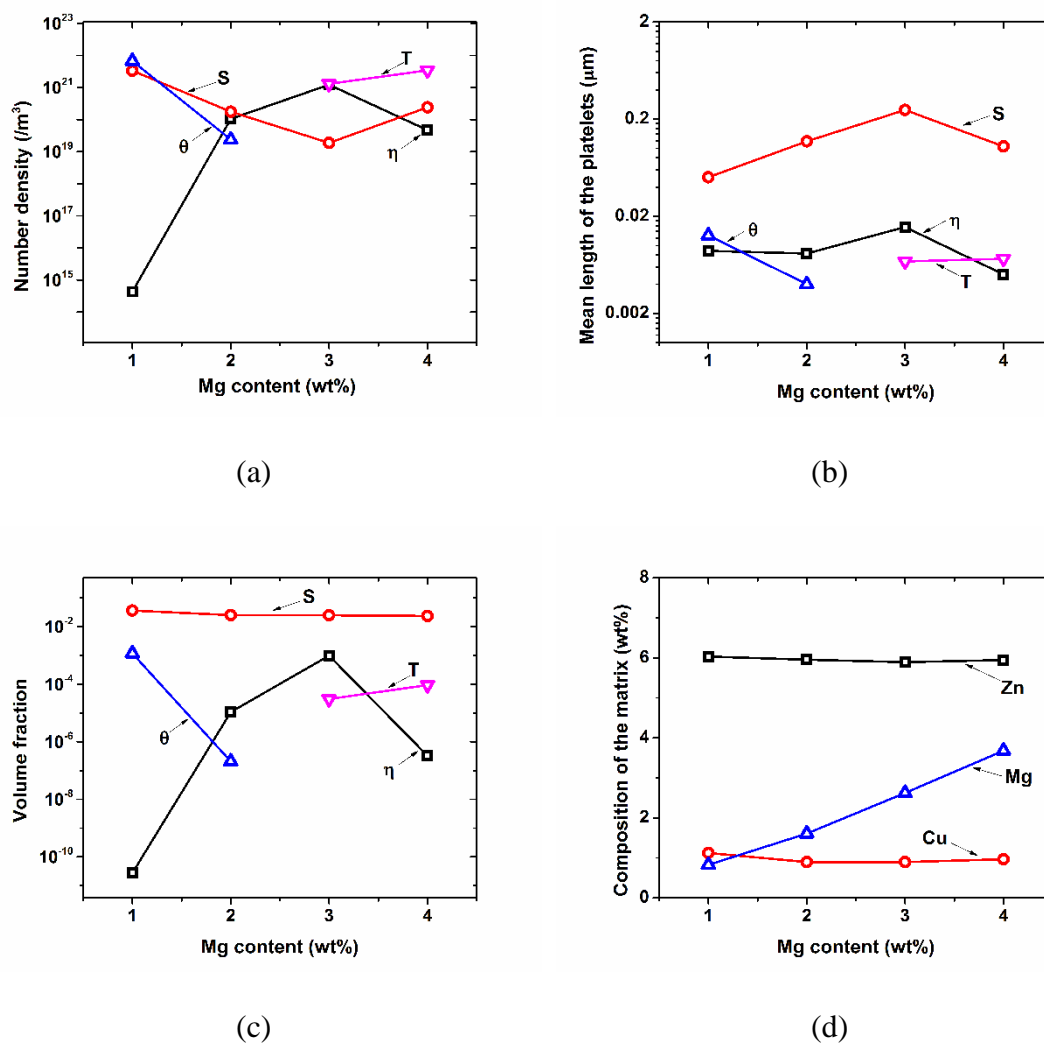 10^23
10^21
10^19
10^17
10^15
Number density (/m^3)
S
T
θ
η
1 2 3 4
Mg content (wt%)
(a)
0.2
0.02
0.002
Mean length of the platelets (μm)
S
θ
η
T
1 2 3 4
Mg content (wt%)
(b)
10^-2
10^-4
10^-6
10^-8
10^-10
Volume fraction
S
T
θ
η
1 2 3 4
Mg content (wt%)
(c)
8
6
4
2
0
Composition of the matrix (wt%)
Zn
Mg
Cu
1 2 3 4
Mg content (wt%)
(d)